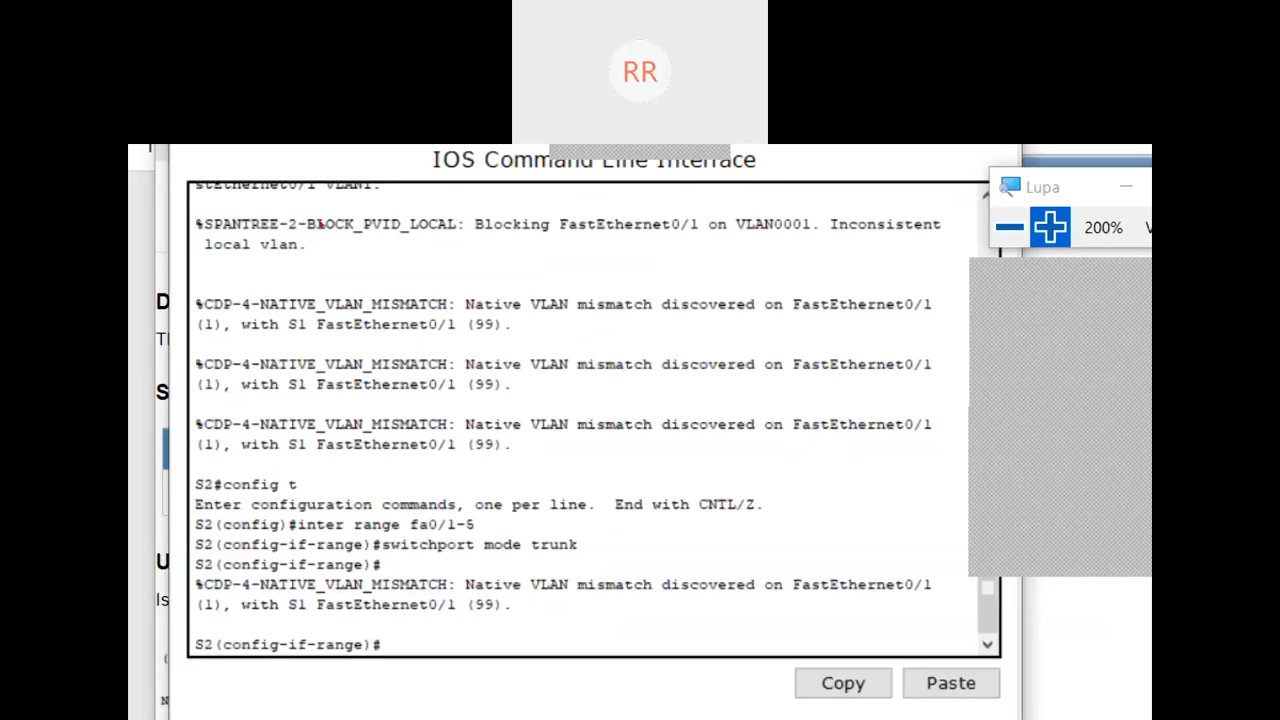 RR
IOS Command Line Interface
stEthernet0/1 VLAN1.
%SPANTREE-2-BLOCK_PVID_LOCAL: Blocking FastEthernet0/1 on VLAN0001. Inconsistent
local vlan.
%CDP-4-NATIVE_VLAN_MISMATCH: Native VLAN mismatch discovered on FastEthernet0/1
(1), with S1 FastEthernet0/1 (99).
%CDP-4-NATIVE_VLAN_MISMATCH: Native VLAN mismatch discovered on FastEthernet0/1
(1), with S1 FastEthernet0/1 (99).
%CDP-4-NATIVE_VLAN_MISMATCH: Native VLAN mismatch discovered on FastEthernet0/1
(1), with S1 FastEthernet0/1 (99).
S2#config t
Enter configuration commands, one per line.  End with CNTL/Z.
S2(config)#inter range fa0/1-5
S2(config-if-range)#switchport mode trunk
S2(config-if-range)#
%CDP-4-NATIVE_VLAN_MISMATCH: Native VLAN mismatch discovered on FastEthernet0/1
(1), with S1 FastEthernet0/1 (99).
S2(config-if-range)#
Copy
Paste
Lupa
200%
D
S
U
Is